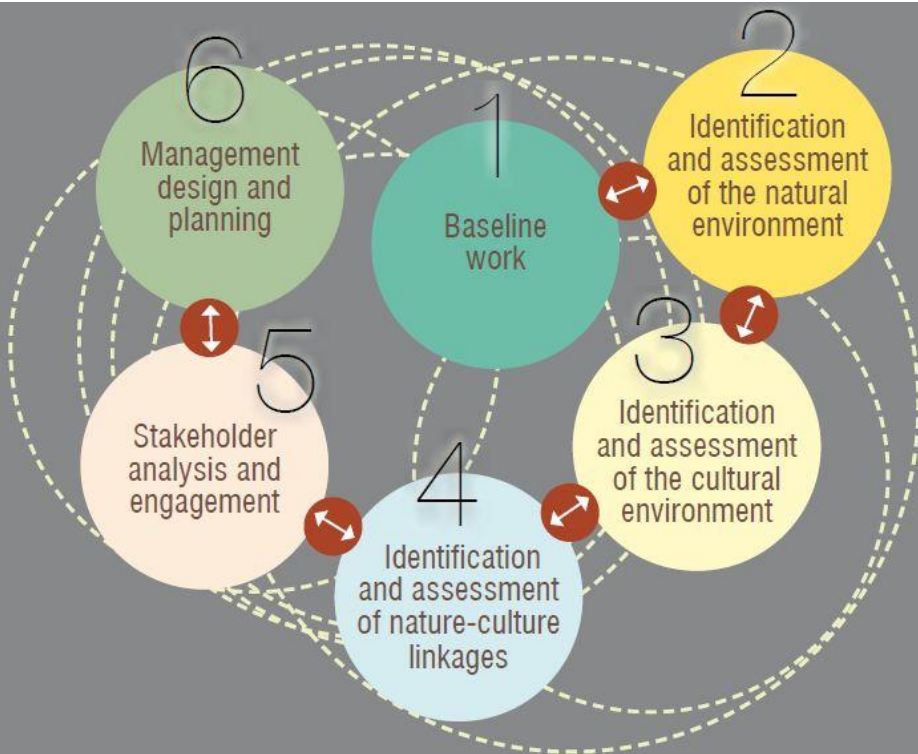 1
Baseline
work
2
Identification
and assessment
of the natural
environment
3
Identification
and assessment
of the cultural
environment
4
Identification
and assessment
of nature-culture
linkages
5
Stakeholder
analysis and
engagement
6
Management
design and
planning